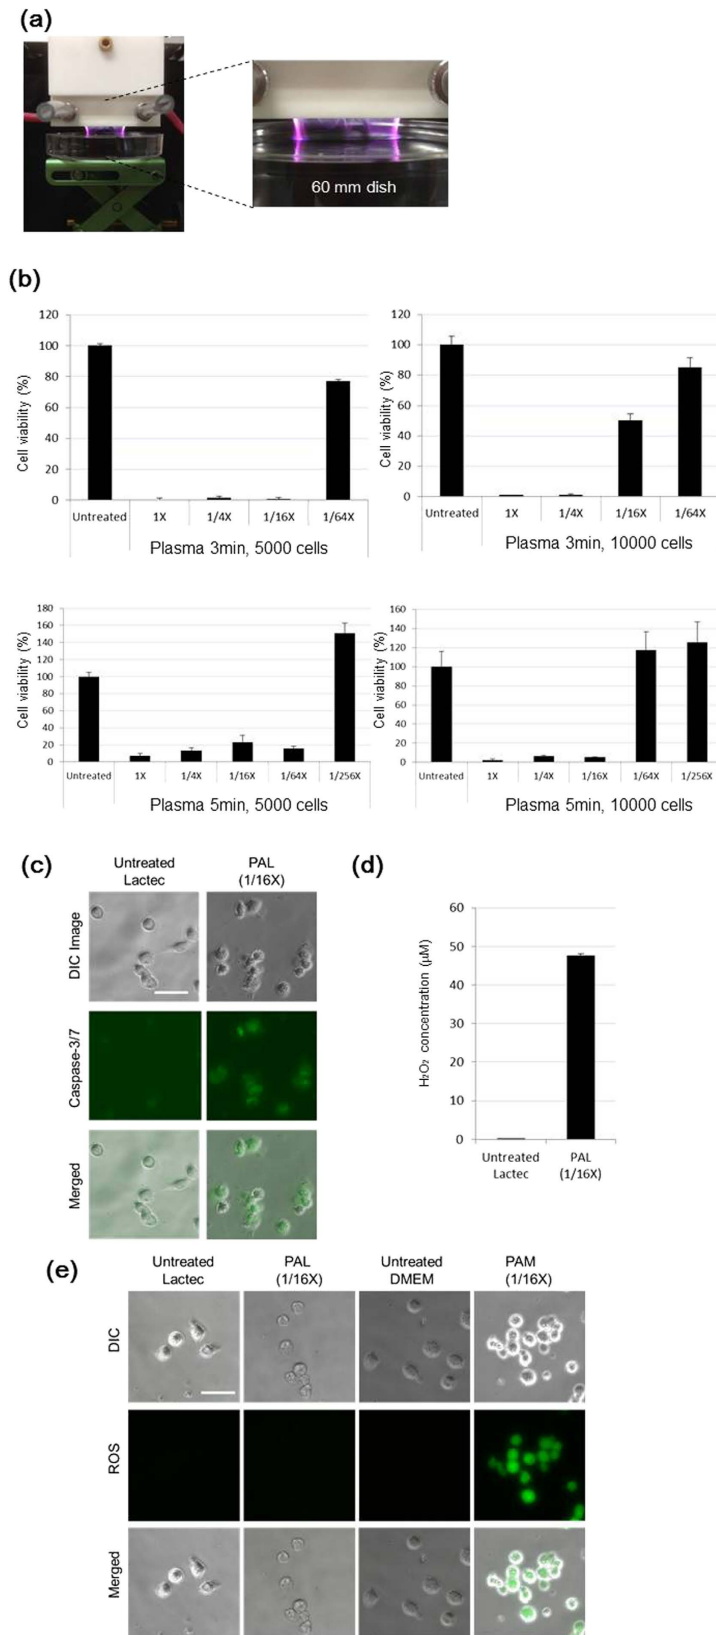 (a)
60 mm dish
(b)
120
100
80
60
40
20
0
Cell viability (%)
Untreated 1X 1/4X 1/16X 1/64X
Plasma 3min, 5000 cells
120
100
80
60
40
20
0
Cell viability (%)
Untreated 1X 1/4X 1/16X 1/64X
Plasma 3min, 10000 cells
180
160
140
120
100
80
60
40
20
0
Cell viability (%)
Untreated 1X 1/4X 1/16X 1/64X 1/256X
Plasma 5min, 5000 cells
160
140
120
100
80
60
40
20
0
Cell viability (%)
Untreated 1X 1/4X 1/16X 1/64X 1/256X
Plasma 5min, 10000 cells
(c)
Untreated
Lactec
PAL
(1/16X)
DIC Image
Caspase-3/7
Merged
(d)
60
50
40
30
20
10
0
H₂O₂ concentration (μM)
Untreated
Lactec
PAL
(1/16X)
(e)
Untreated
Lactec
PAL
(1/16X)
Untreated
DMEM
PAM
(1/16X)
DIC
ROS
Merged